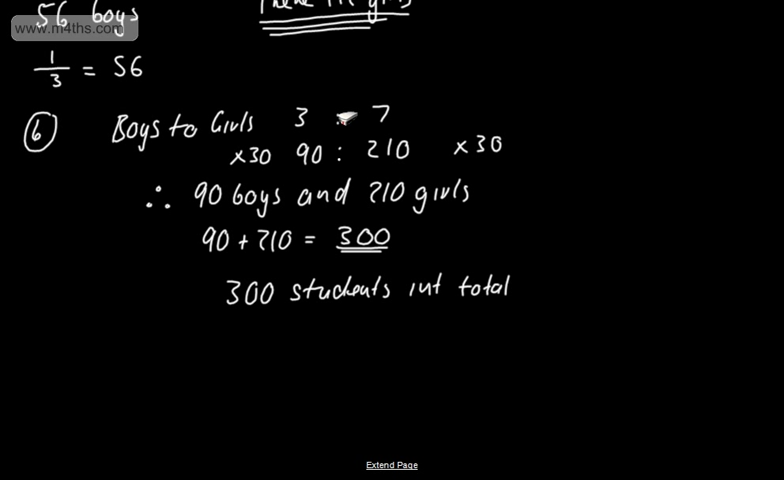 56 boys
www.m4ths.com
1/3 = 56
6 Boys to Girls 3 : 7
x30 90 : 210 x30
∴ 90 boys and 210 girls
90 + 210 = 300
300 students int total
Extend Page